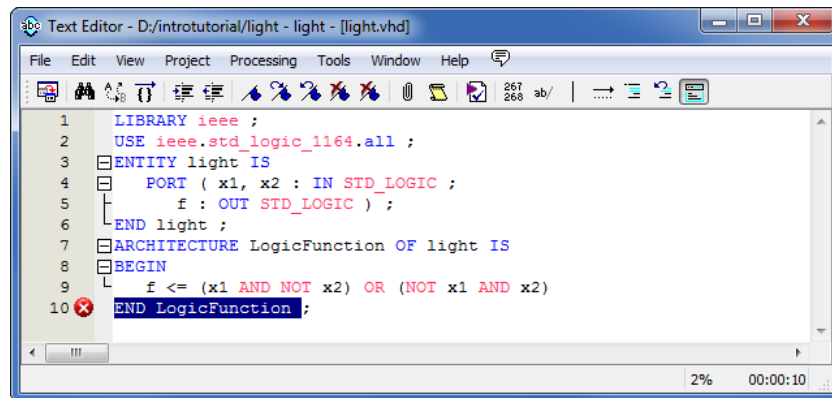 abc Text Editor - D:/introtutorial/light - light - [light.vhd]
File Edit View Project Processing Tools Window Help
267 268 ab/
1 LIBRARY ieee ;
2 USE ieee.std_logic_1164.all ;
3 ENTITY light IS
4 PORT ( x1, x2 : IN STD_LOGIC ;
5 f : OUT STD_LOGIC ) ;
6 END light ;
7 ARCHITECTURE LogicFunction OF light IS
8 BEGIN
9 f <= (x1 AND NOT x2) OR (NOT x1 AND x2)
10 END LogicFunction ;
2% 00:00:10